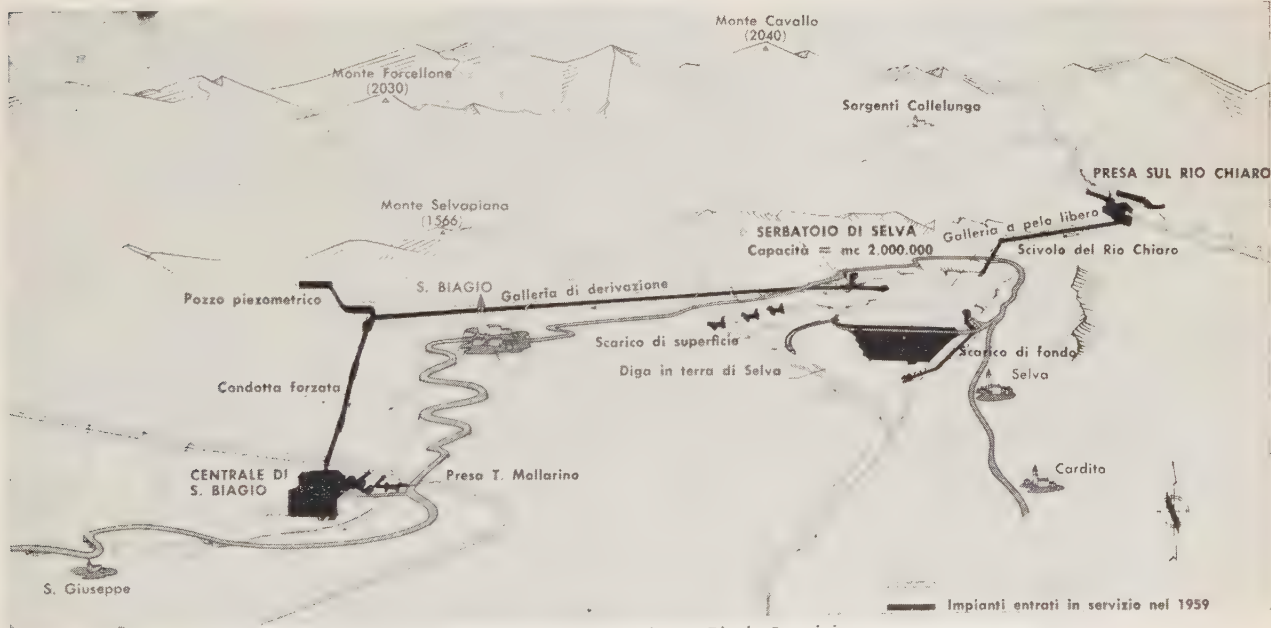 Monte Cavallo
(2040)
Monte Forcellone
(2030)
Sorgenti Collelunga
PRESA SUL RIO CHIARO
Monte Selvapiana
(1566)
SERBATOIO DI SELVA
Capacità = mc 2.000.000
Galleria a pelo libero
Scivolo del Rio Chiaro
Pozzo piezometrico
S. BIAGIO
Galleria di derivazione
Scarico di superficie
Diga in terra di Selva
Scarico di fondo
Selva
Condotta forzata
CENTRALE DI
S. BIAGIO
Presa T. Mollarino
Cardito
S. Giuseppe
Impianti entrati in servizio nel 1959